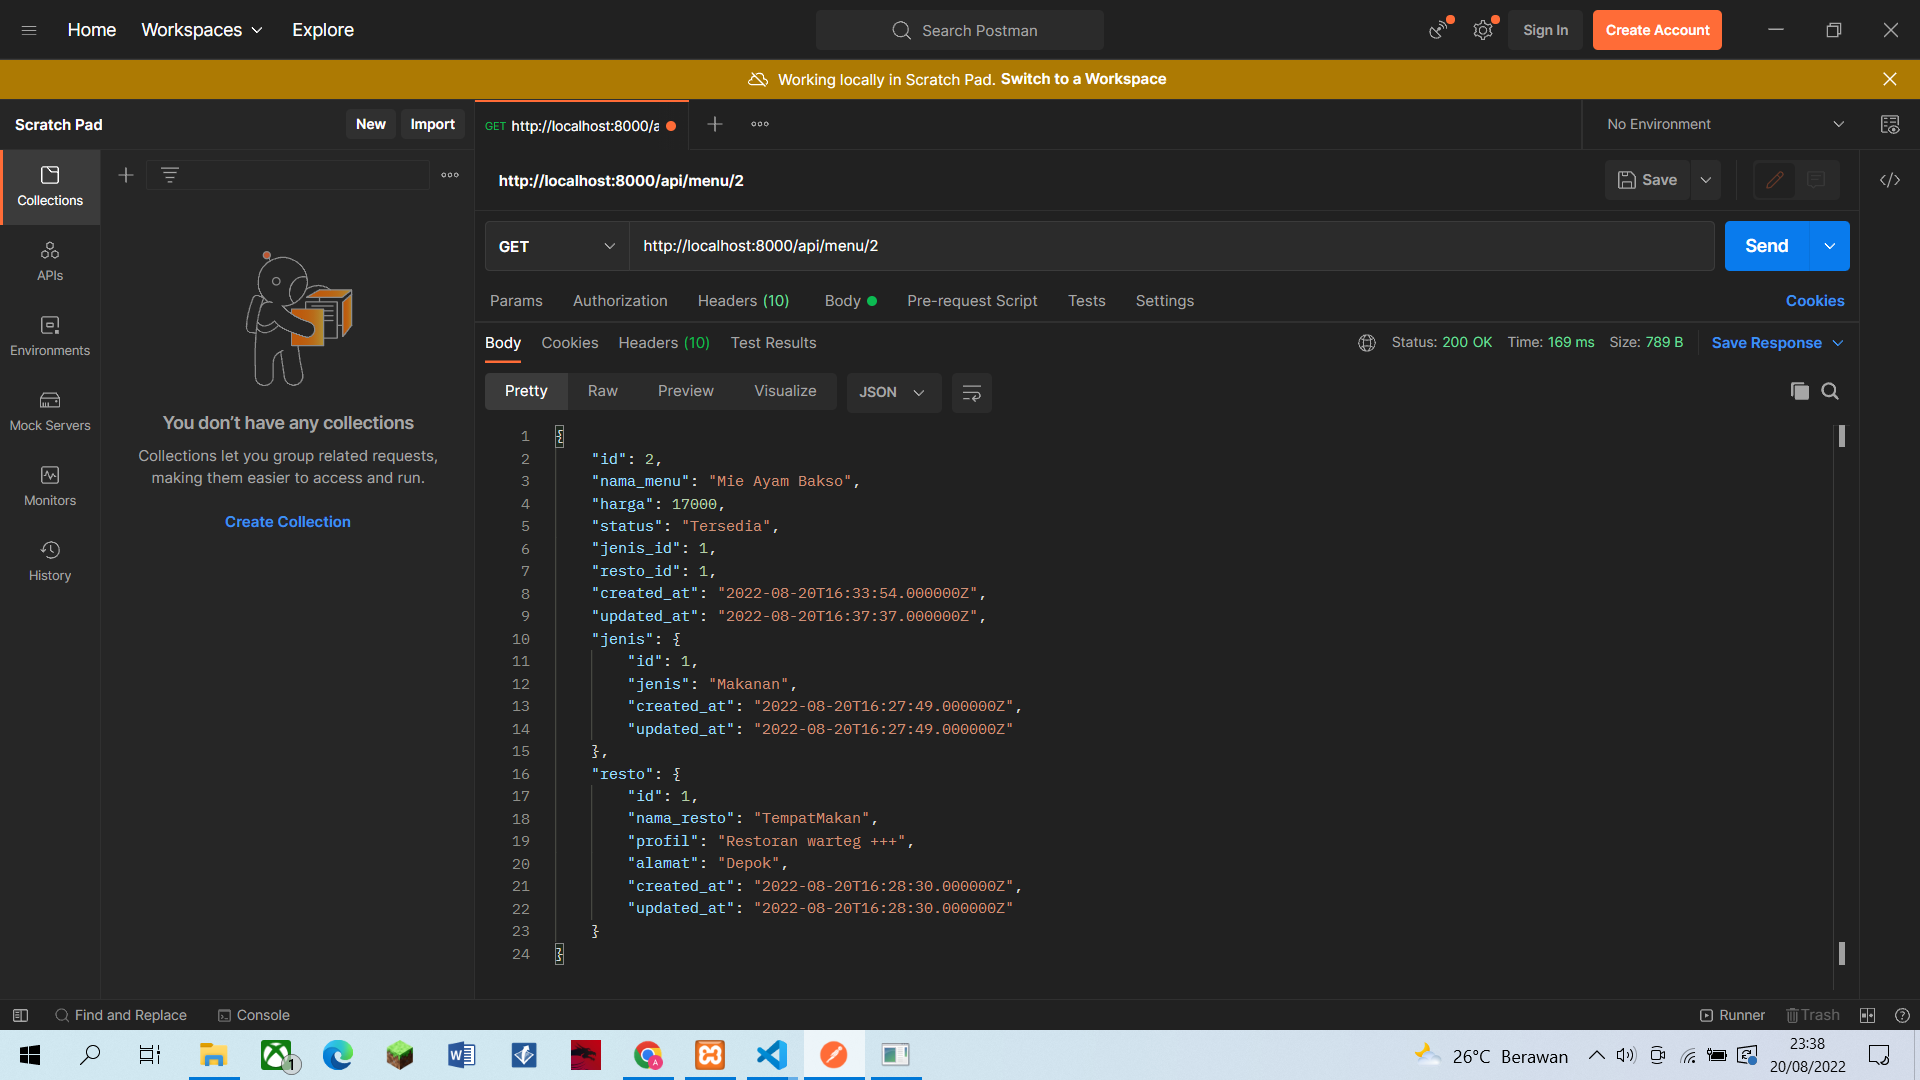 Home
Workspaces
Explore
Search Postman
Sign In
Create Account
Working locally in Scratch Pad. Switch to a Workspace
Scratch Pad
New
Import
GET http://localhost:8000/a
No Environment
Collections
APIs
Environments
Mock Servers
Monitors
History
You don’t have any collections
Collections let you group related requests,
making them easier to access and run.
Create Collection
http://localhost:8000/api/menu/2
Save
GET
http://localhost:8000/api/menu/2
Send
Params
Authorization
Headers (10)
Body
Pre-request Script
Tests
Settings
Cookies
Body
Cookies
Headers (10)
Test Results
Status: 200 OK
Time: 169 ms
Size: 789 B
Save Response
Pretty
Raw
Preview
Visualize
JSON
1 {
2 "id": 2,
3 "nama_menu": "Mie Ayam Bakso",
4 "harga": 17000,
5 "status": "Tersedia",
6 "jenis_id": 1,
7 "resto_id": 1,
8 "created_at": "2022-08-20T16:33:54.000000Z",
9 "updated_at": "2022-08-20T16:37:37.000000Z",
10 "jenis": {
11 "id": 1,
12 "jenis": "Makanan",
13 "created_at": "2022-08-20T16:27:49.000000Z",
14 "updated_at": "2022-08-20T16:27:49.000000Z"
15 },
16 "resto": {
17 "id": 1,
18 "nama_resto": "TempatMakan",
19 "profil": "Restoran warteg +++",
20 "alamat": "Depok",
21 "created_at": "2022-08-20T16:28:30.000000Z",
22 "updated_at": "2022-08-20T16:28:30.000000Z"
23 }
24 }
Find and Replace
Console
Runner
Trash
1
W
A
26°C Berawan
23:38
20/08/2022